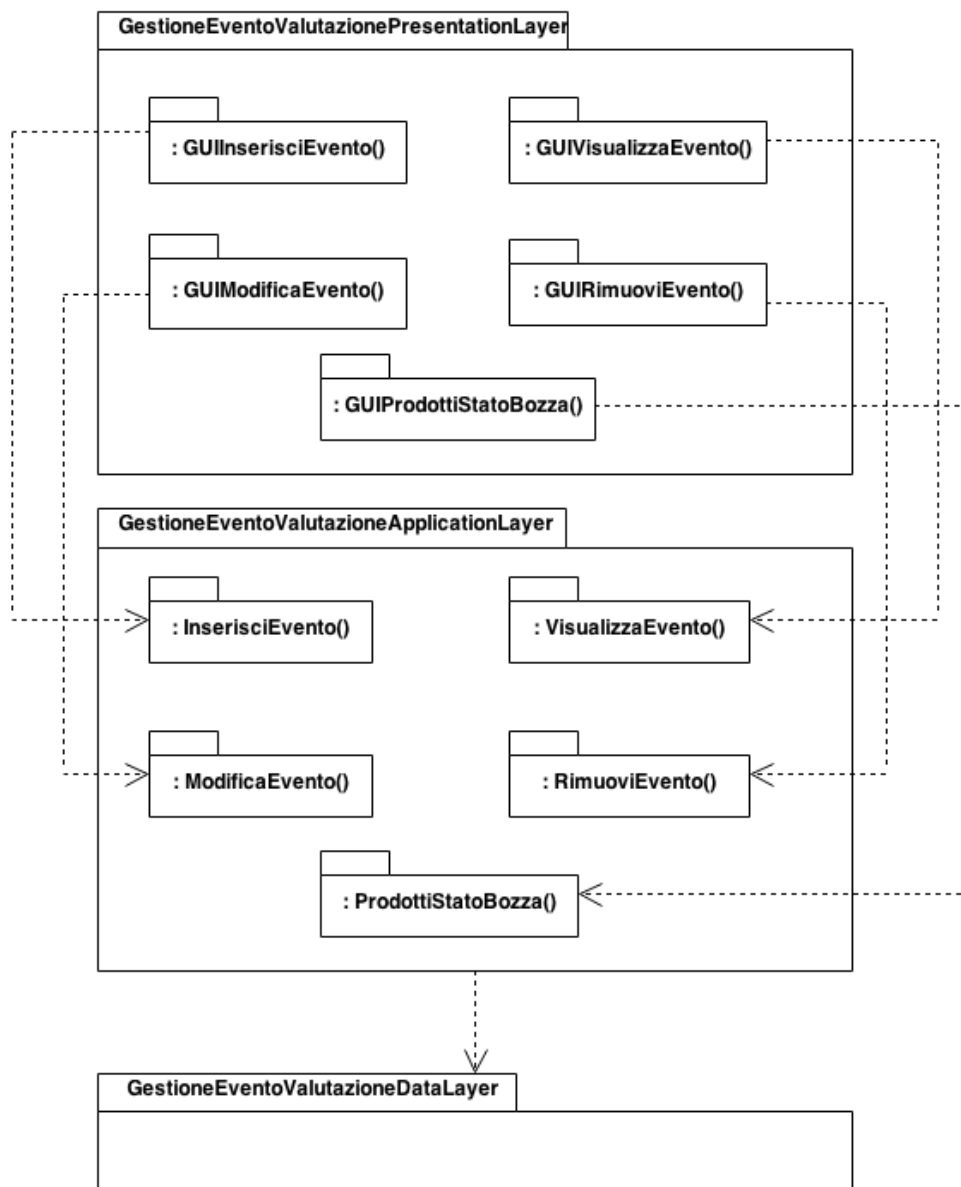 GestioneEventoValutazionePresentationLayer
: GUIInserisciEvento()
: GUIVisualizzaEvento()
: GUIModificaEvento()
: GUIRimuoviEvento()
: GUIProdottiStatoBozza()
GestioneEventoValutazioneApplicationLayer
: InserisciEvento()
: VisualizzaEvento()
: ModificaEvento()
: RimuoviEvento()
: ProdottiStatoBozza()
GestioneEventoValutazioneDataLayer